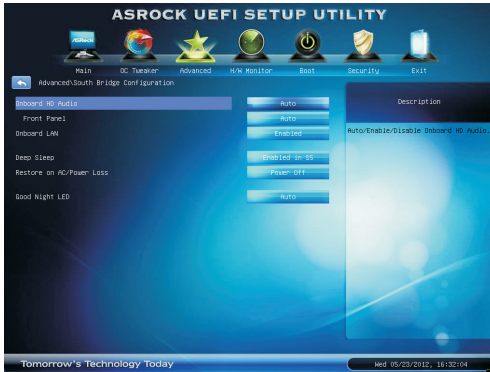 ASROCK UEFI SETUP UTILITY
ASRock
Main OC Tweaker Advanced H/W Monitor Boot Security Exit
Advanced\South Bridge Configuration
Description
Onboard HD Audio Auto
Front Panel Auto
Onboard LAN Enabled
Auto/Enable/Disable Onboard HD Audio.
Deep Sleep Enabled in S5
Restore on AC/Power Loss Power Off
Good Night LED Auto
Tomorrow's Technology Today
Wed 05/23/2012, 16:32:04